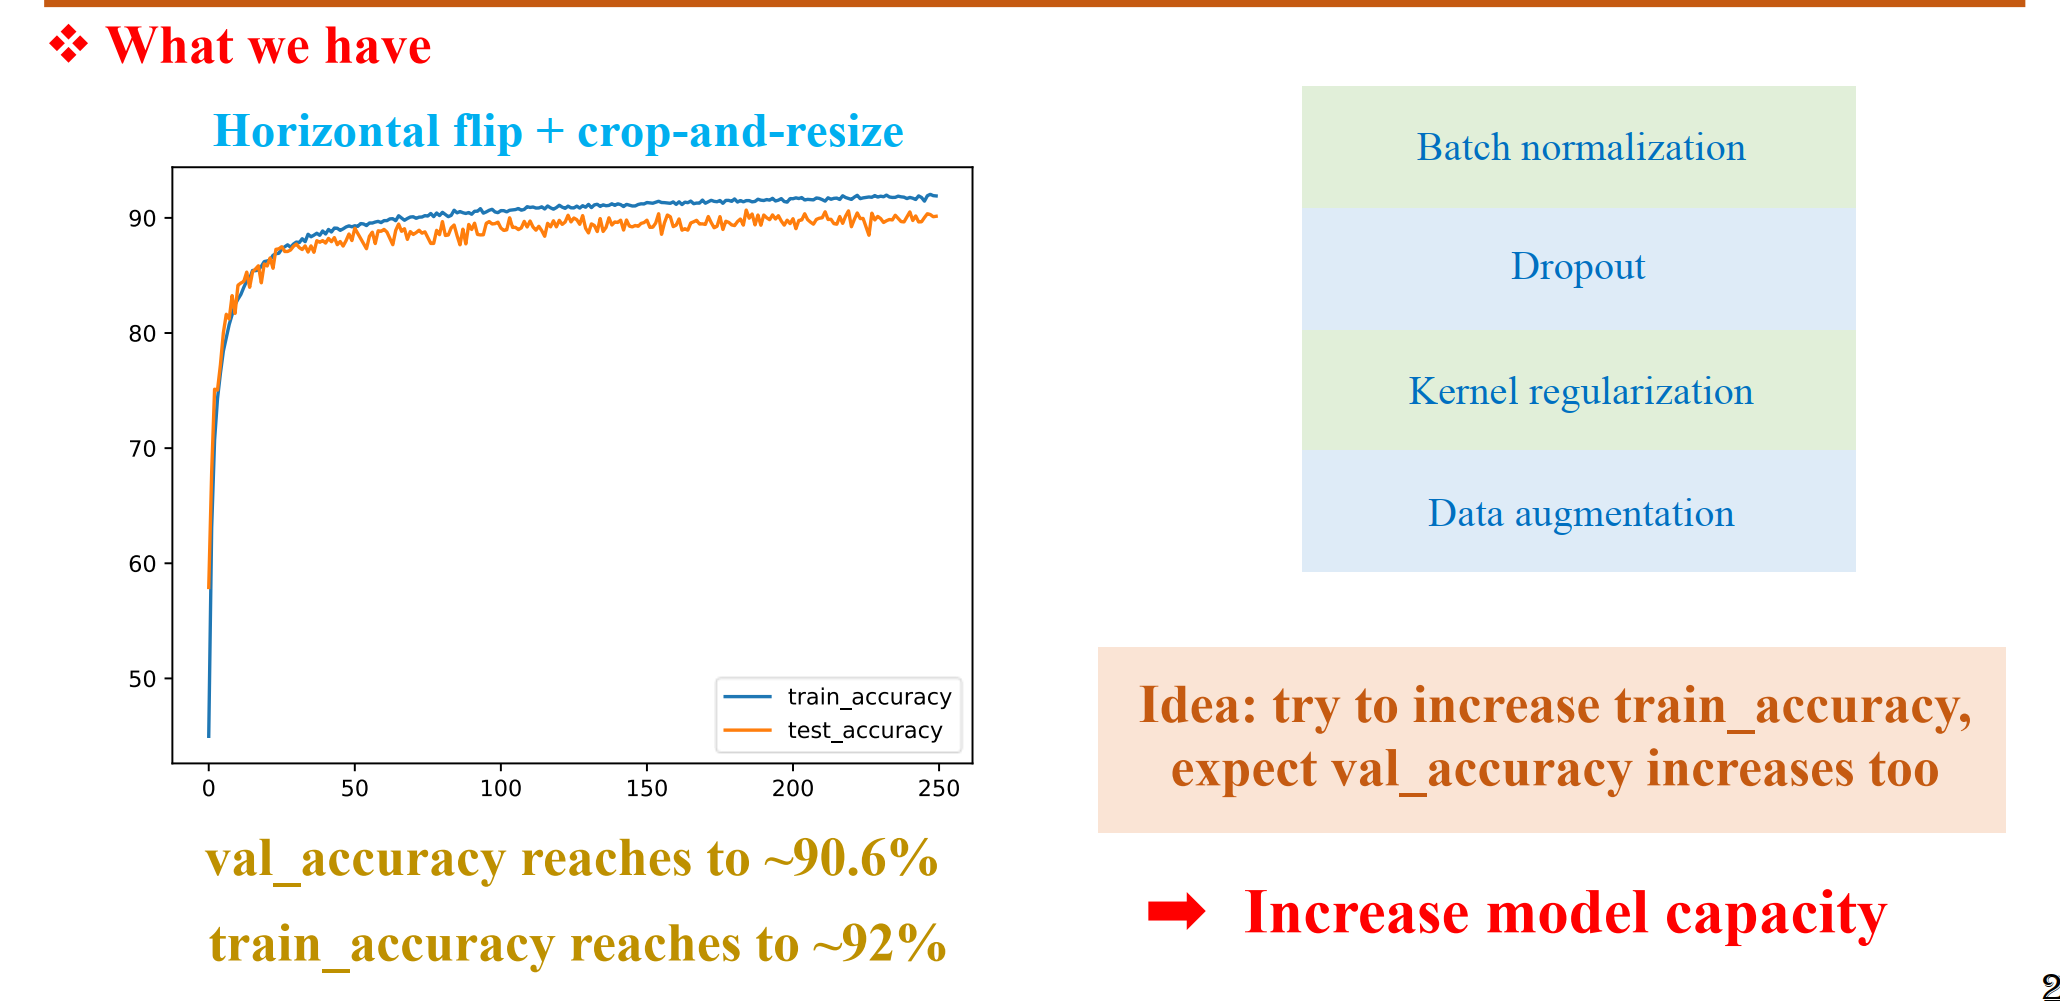 What we have
Horizontal flip + crop-and-resize
90
80
70
60
50
0 50 100 150 200 250
train_accuracy
test_accuracy
val_accuracy reaches to ~90.6%
train_accuracy reaches to ~92%
Batch normalization
Dropout
Kernel regularization
Data augmentation
Idea: try to increase train_accuracy,
expect val_accuracy increases too
Increase model capacity
2